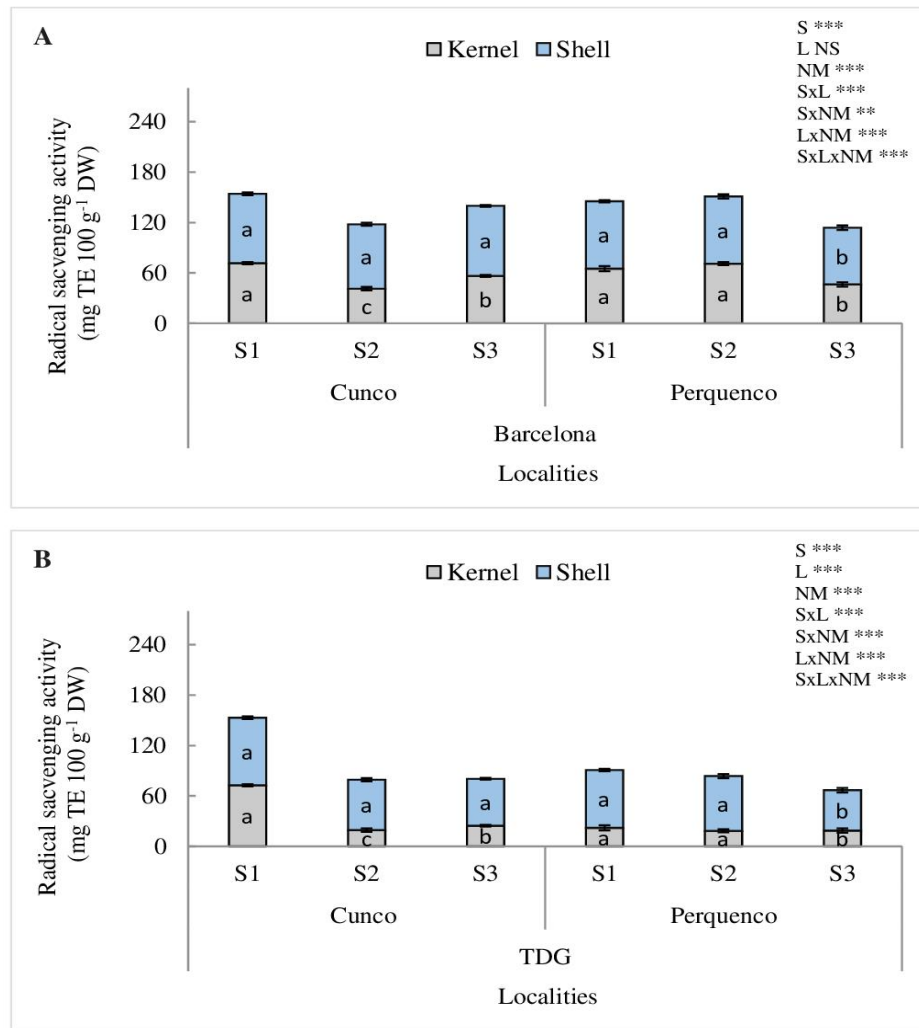 A
Kernel Shell
S ***
L NS
NM ***
SxL ***
SxNM **
LxNM ***
SxLxNM ***
Radical sacvenging activity
(mg TE 100 g⁻¹ DW)
240
180
120
60
0
a a a a a b
a c b a a b
S1 S2 S3 S1 S2 S3
Cunco Perquenco
Barcelona
Localities
B
Kernel Shell
S ***
L ***
NM ***
SxL ***
SxNM ***
LxNM ***
SxLxNM ***
Radical sacvenging activity
(mg TE 100 g⁻¹ DW)
240
180
120
60
0
a a a a a b
a c b a a b
S1 S2 S3 S1 S2 S3
Cunco Perquenco
TDG
Localities